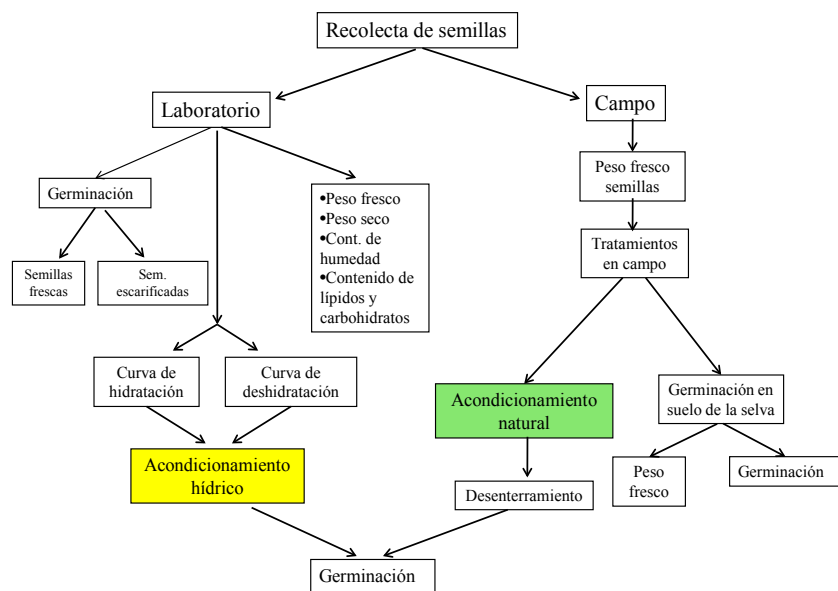 Recolecta de semillas
Laboratorio
Campo
Germinación
•Peso fresco
•Peso seco
•Cont. de
humedad
•Contenido de
lípidos y
carbohidratos
Peso fresco
semillas
Semillas
frescas
Sem.
escarificadas
Tratamientos
en campo
Curva de
hidratación
Curva de
deshidratación
Acondicionamiento
natural
Germinación en
suelo de la selva
Acondicionamiento
hídrico
Peso
fresco
Germinación
Desenterramiento
Germinación